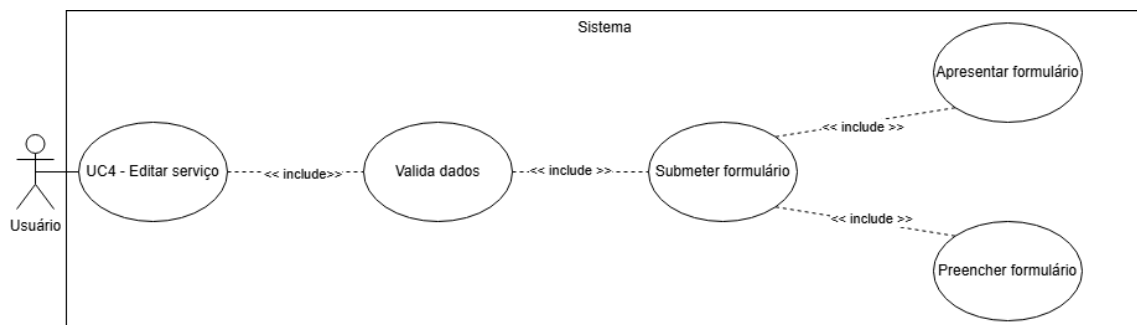 Sistema
Apresentar formulário
<< include >>
UC4 - Editar serviço
<< include>>
Valida dados
<< include >>
Submeter formulário
Usuário
<< include >>
Preencher formulário